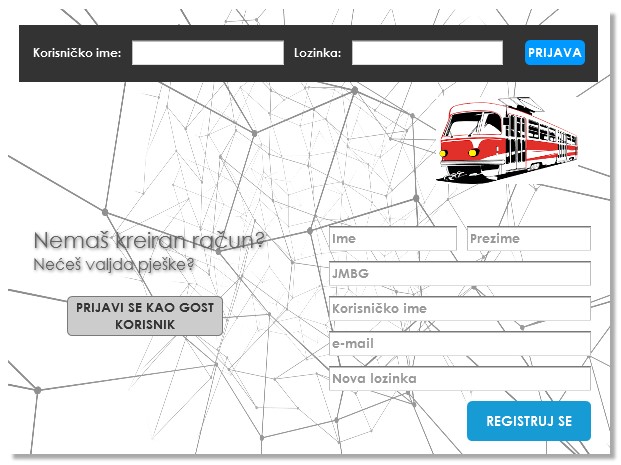 Korisničko ime: Lozinka: PRIJAVA
Nemaš kreiran račun?
Nećeš valjda pješke?
PRIJAVI SE KAO GOST
KORISNIK
Ime Prezime
JMBG
Korisničko ime
e-mail
Nova lozinka
REGISTRUJ SE